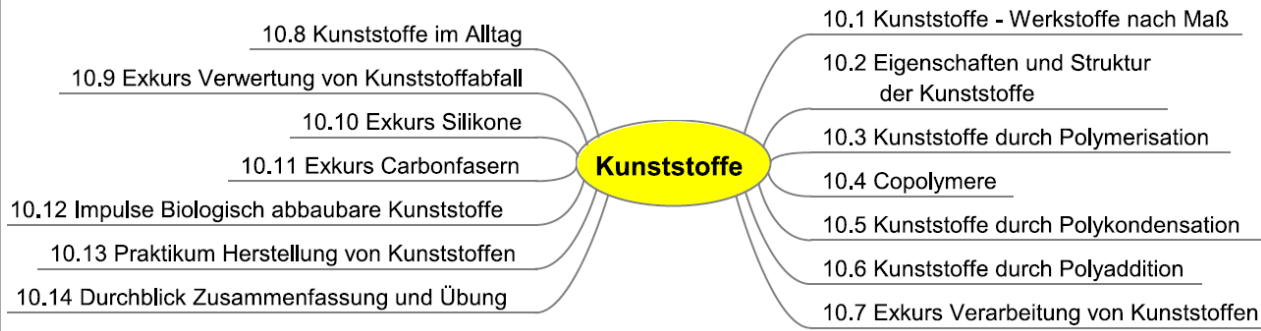 10.1 Kunststoffe - Werkstoffe nach Maß
10.2 Eigenschaften und Struktur
der Kunststoffe
10.3 Kunststoffe durch Polymerisation
10.4 Copolymere
10.5 Kunststoffe durch Polykondensation
10.6 Kunststoffe durch Polyaddition
10.7 Exkurs Verarbeitung von Kunststoffen
Kunststoffe
10.8 Kunststoffe im Alltag
10.9 Exkurs Verwertung von Kunststoffabfall
10.10 Exkurs Silikone
10.11 Exkurs Carbonfasern
10.12 Impulse Biologisch abbaubare Kunststoffe
10.13 Praktikum Herstellung von Kunststoffen
10.14 Durchblick Zusammenfassung und Übung